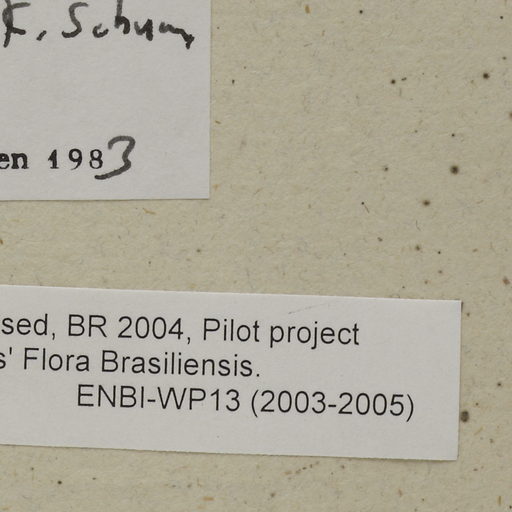 K. Schum.
en 1983
sed, BR 2004, Pilot project
s' Flora Brasiliensis.
ENBI-WP13 (2003-2005)